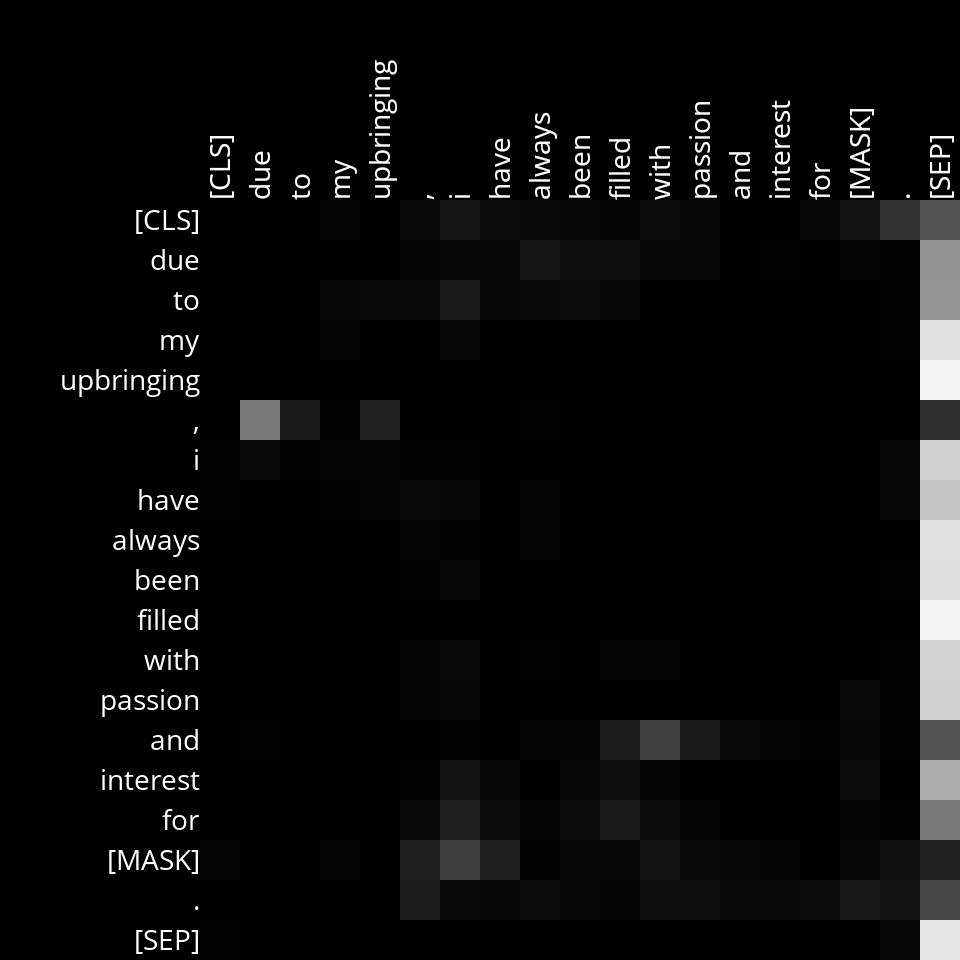 [CLS] due to my upbringing , i have always been filled with passion and interest for [MASK] . [SEP]
[CLS]
due
to
my
upbringing
,
i
have
always
been
filled
with
passion
and
interest
for
[MASK]
.
[SEP]